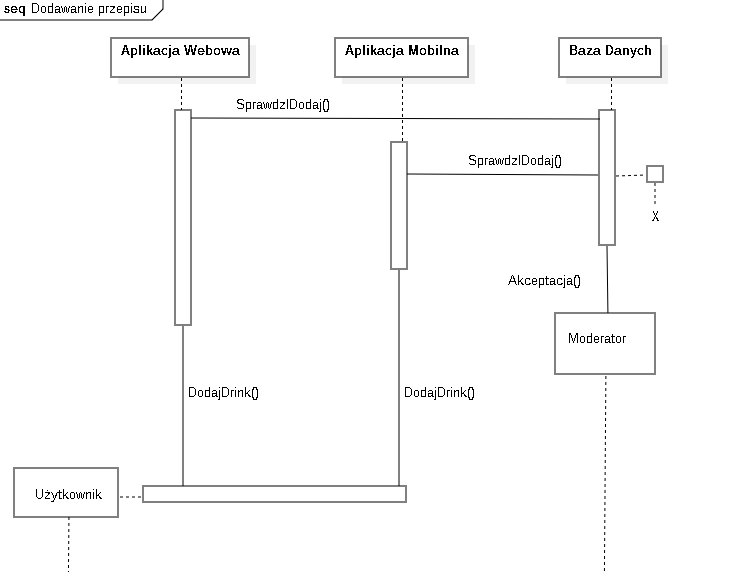 seq Dodawanie przepisu
Aplikacja Webowa
Aplikacja Mobilna
Baza Danych
SprawdzIDodaj()
SprawdzIDodaj()
X
Akceptacja()
Moderator
DodajDrink()
DodajDrink()
Użytkownik